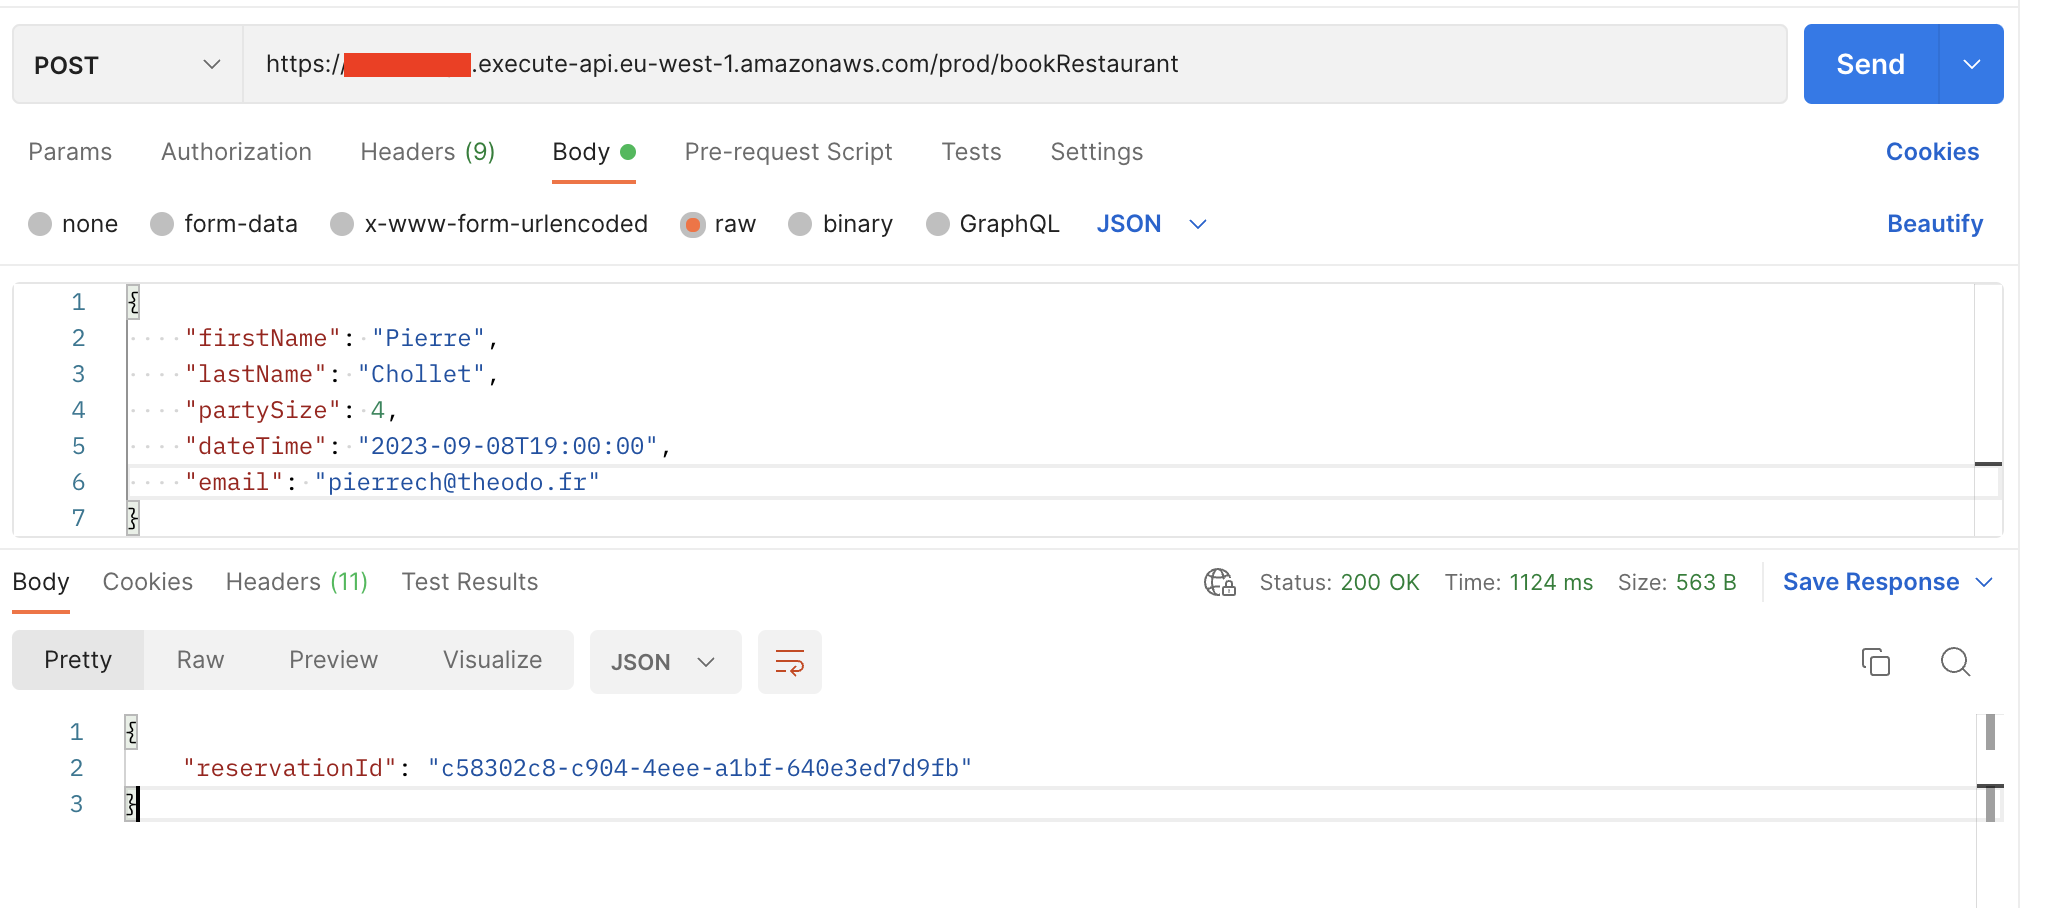 POST https://.execute-api.eu-west-1.amazonaws.com/prod/bookRestaurant Send
Params Authorization Headers (9) Body Pre-request Script Tests Settings Cookies
none form-data x-www-form-urlencoded raw binary GraphQL JSON Beautify
1 {
2 ····"firstName":·"Pierre",
3 ····"lastName":·"Chollet",
4 ····"partySize":·4,
5 ····"dateTime":·"2023-09-08T19:00:00",
6 ····"email":·"pierrech@theodo.fr"
7 }
Body Cookies Headers (11) Test Results Status: 200 OK Time: 1124 ms Size: 563 B Save Response
Pretty Raw Preview Visualize JSON
1 {
2 "reservationId": "c58302c8-c904-4eee-a1bf-640e3ed7d9fb"
3 }